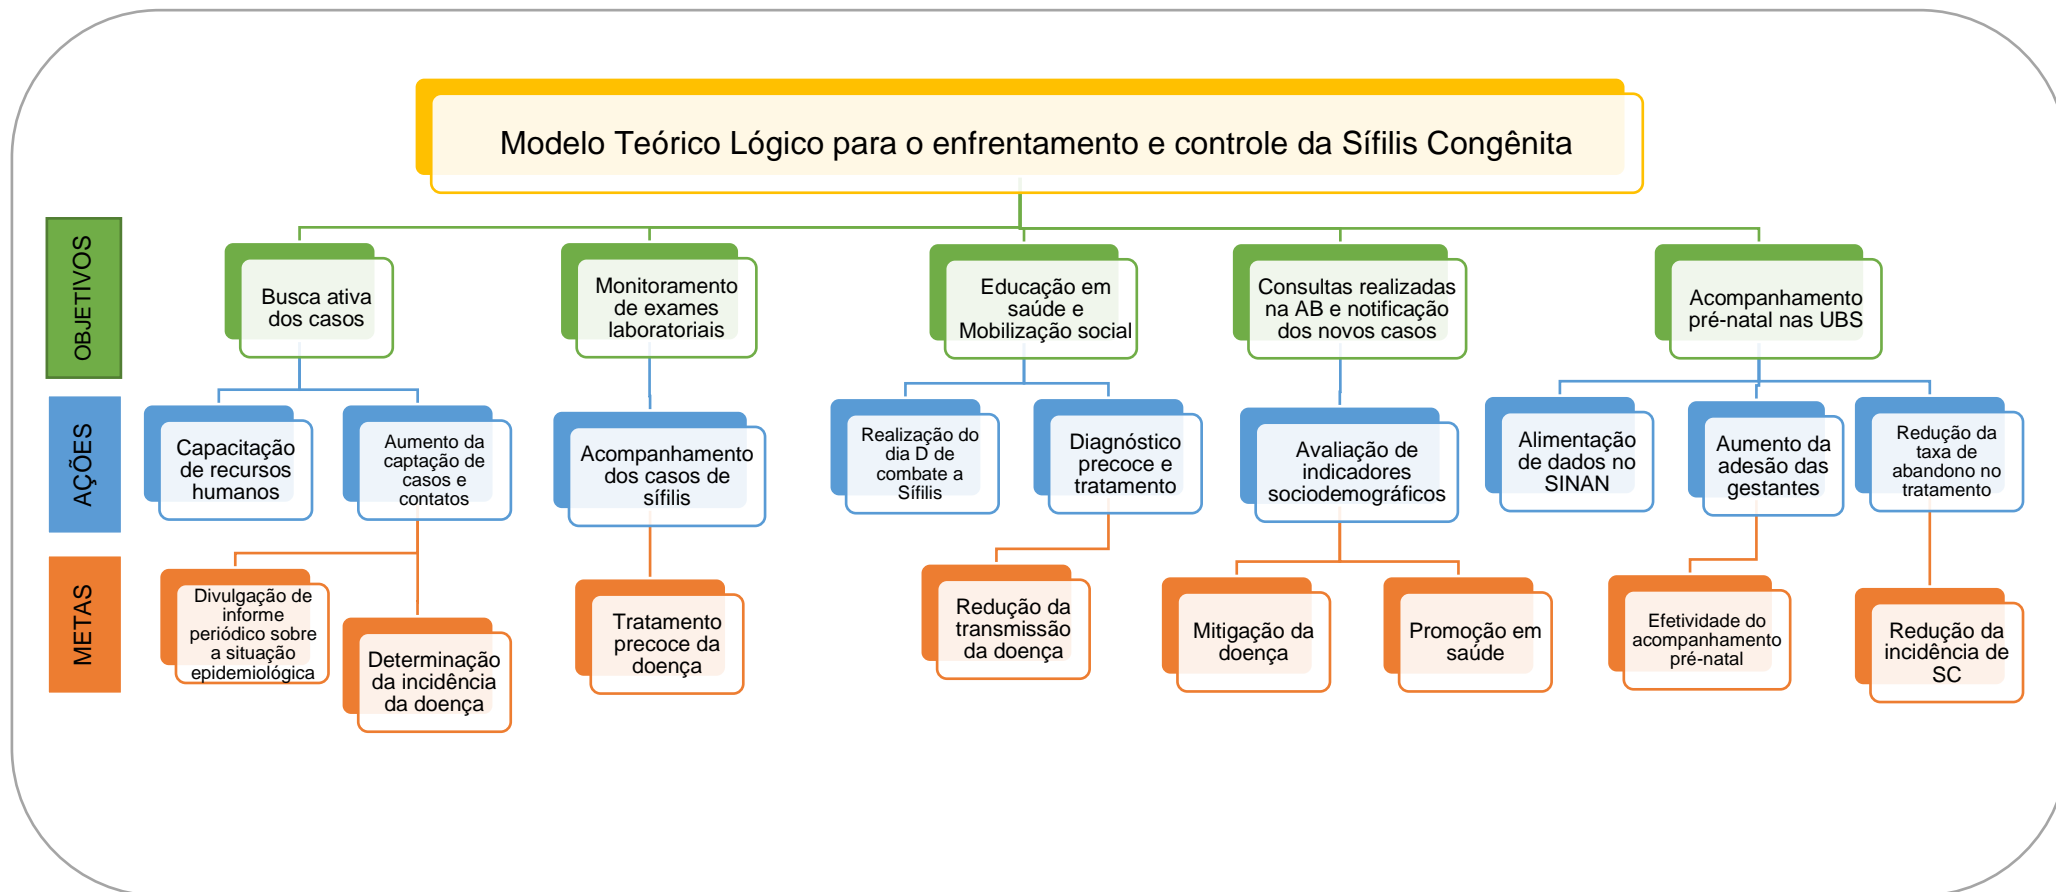 Modelo Teórico Lógico para o enfrentamento e controle da Sífilis Congênita
OBJETIVOS
Busca ativa
dos casos
Monitoramento
de exames
laboratoriais
Educação em
saúde e
Mobilização social
Consultas realizadas
na AB e notificação
dos novos casos
Acompanhamento
pré-natal nas UBS
AÇÕES
Capacitação
de recursos
humanos
Aumento da
captação de
casos e
contatos
Acompanhamento
dos casos de
sífilis
Realização do
dia D de
combate a
Sífilis
Diagnóstico
precoce e
tratamento
Avaliação de
indicadores
sociodemográficos
Alimentação
de dados no
SINAN
Aumento da
adesão das
gestantes
Redução da
taxa de
abandono no
tratamento
METAS
Divulgação de
informe
periódico sobre
a situação
epidemiológica
Determinação
da incidência
da doença
Tratamento
precoce da
doença
Redução da
transmissão
da doença
Mitigação da
doença
Promoção em
saúde
Efetividade do
acompanhamento
pré-natal
Redução da
incidência de
SC